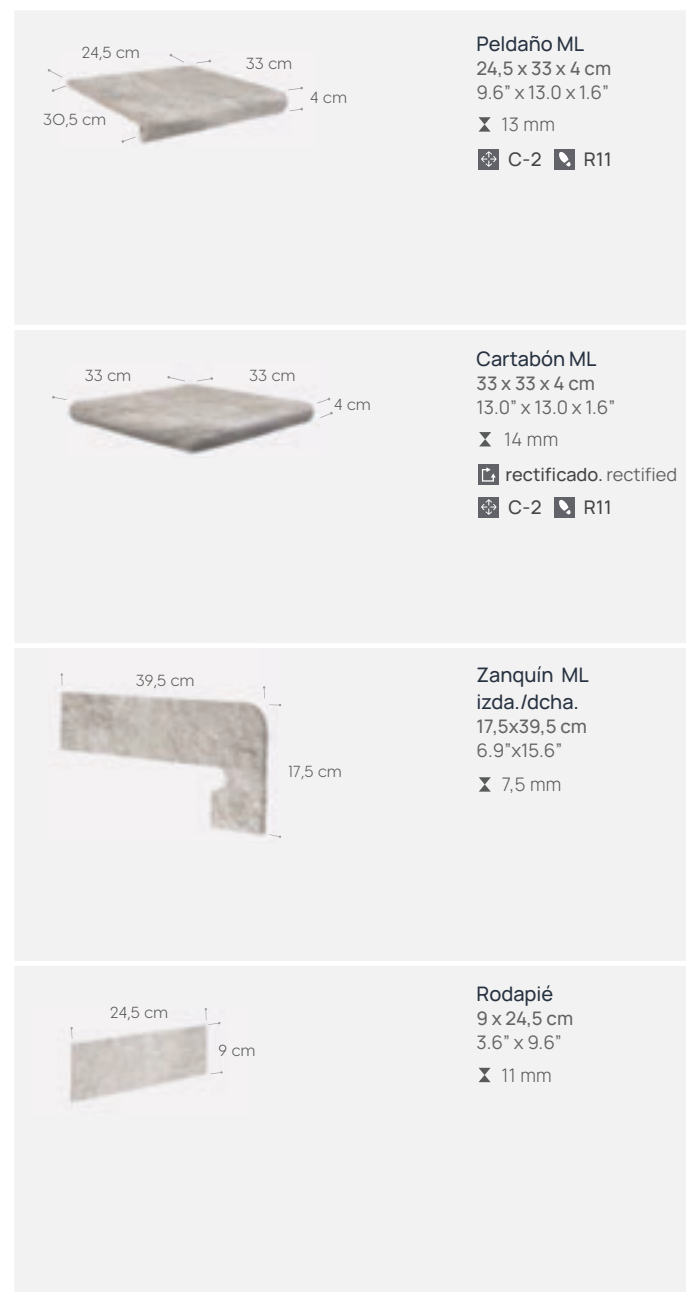 24,5 cm
33 cm
4 cm
30,5 cm
Peldaño ML
24,5 x 33 x 4 cm
9.6” x 13.0 x 1.6”
13 mm
C-2 R11
33 cm
33 cm
4 cm
Cartabón ML
33 x 33 x 4 cm
13.0” x 13.0 x 1.6”
14 mm
rectificado. rectified
C-2 R11
39,5 cm
17,5 cm
Zanquín ML
izda./dcha.
17,5x39,5 cm
6.9”x15.6”
7,5 mm
24,5 cm
9 cm
Rodapié
9 x 24,5 cm
3.6” x 9.6”
11 mm